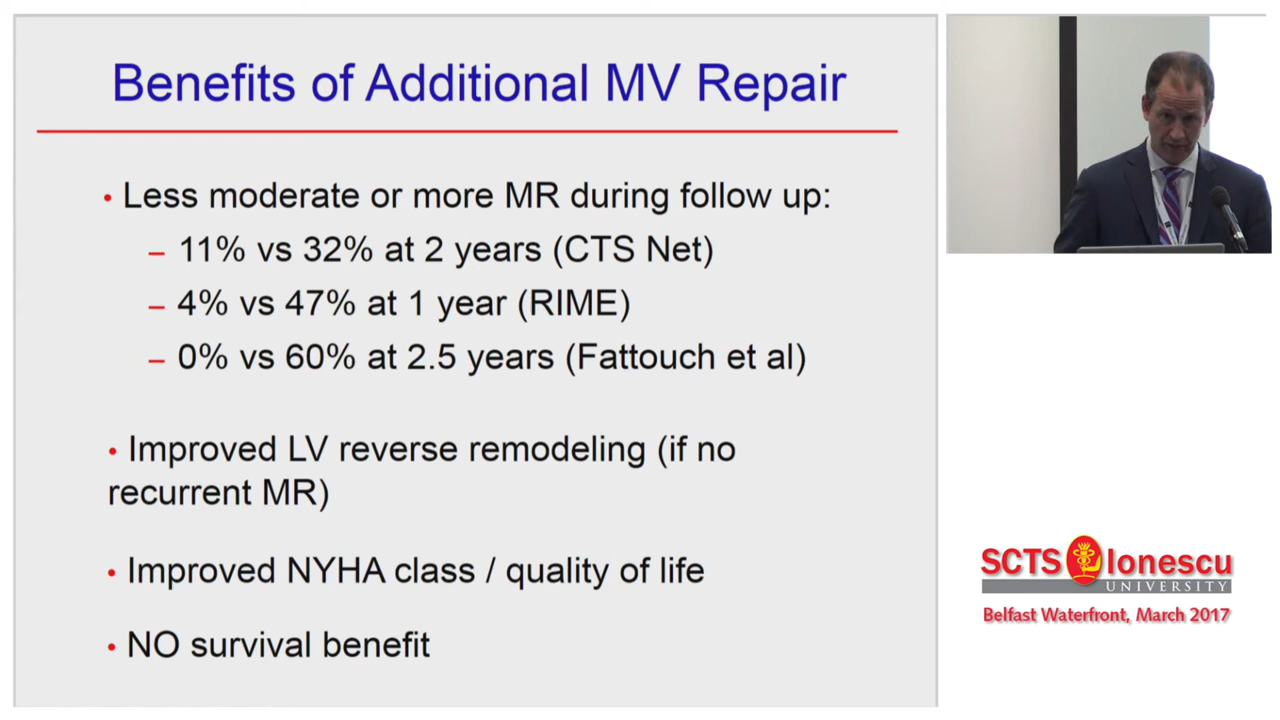 Benefits of Additional MV Repair
• Less moderate or more MR during follow up:
– 11% vs 32% at 2 years (CTS Net)
– 4% vs 47% at 1 year (RIME)
– 0% vs 60% at 2.5 years (Fattouch et al)
• Improved LV reverse remodeling (if no
recurrent MR)
• Improved NYHA class / quality of life
• NO survival benefit
SCTS Ionescu
UNIVERSITY
Belfast Waterfront, March 2017